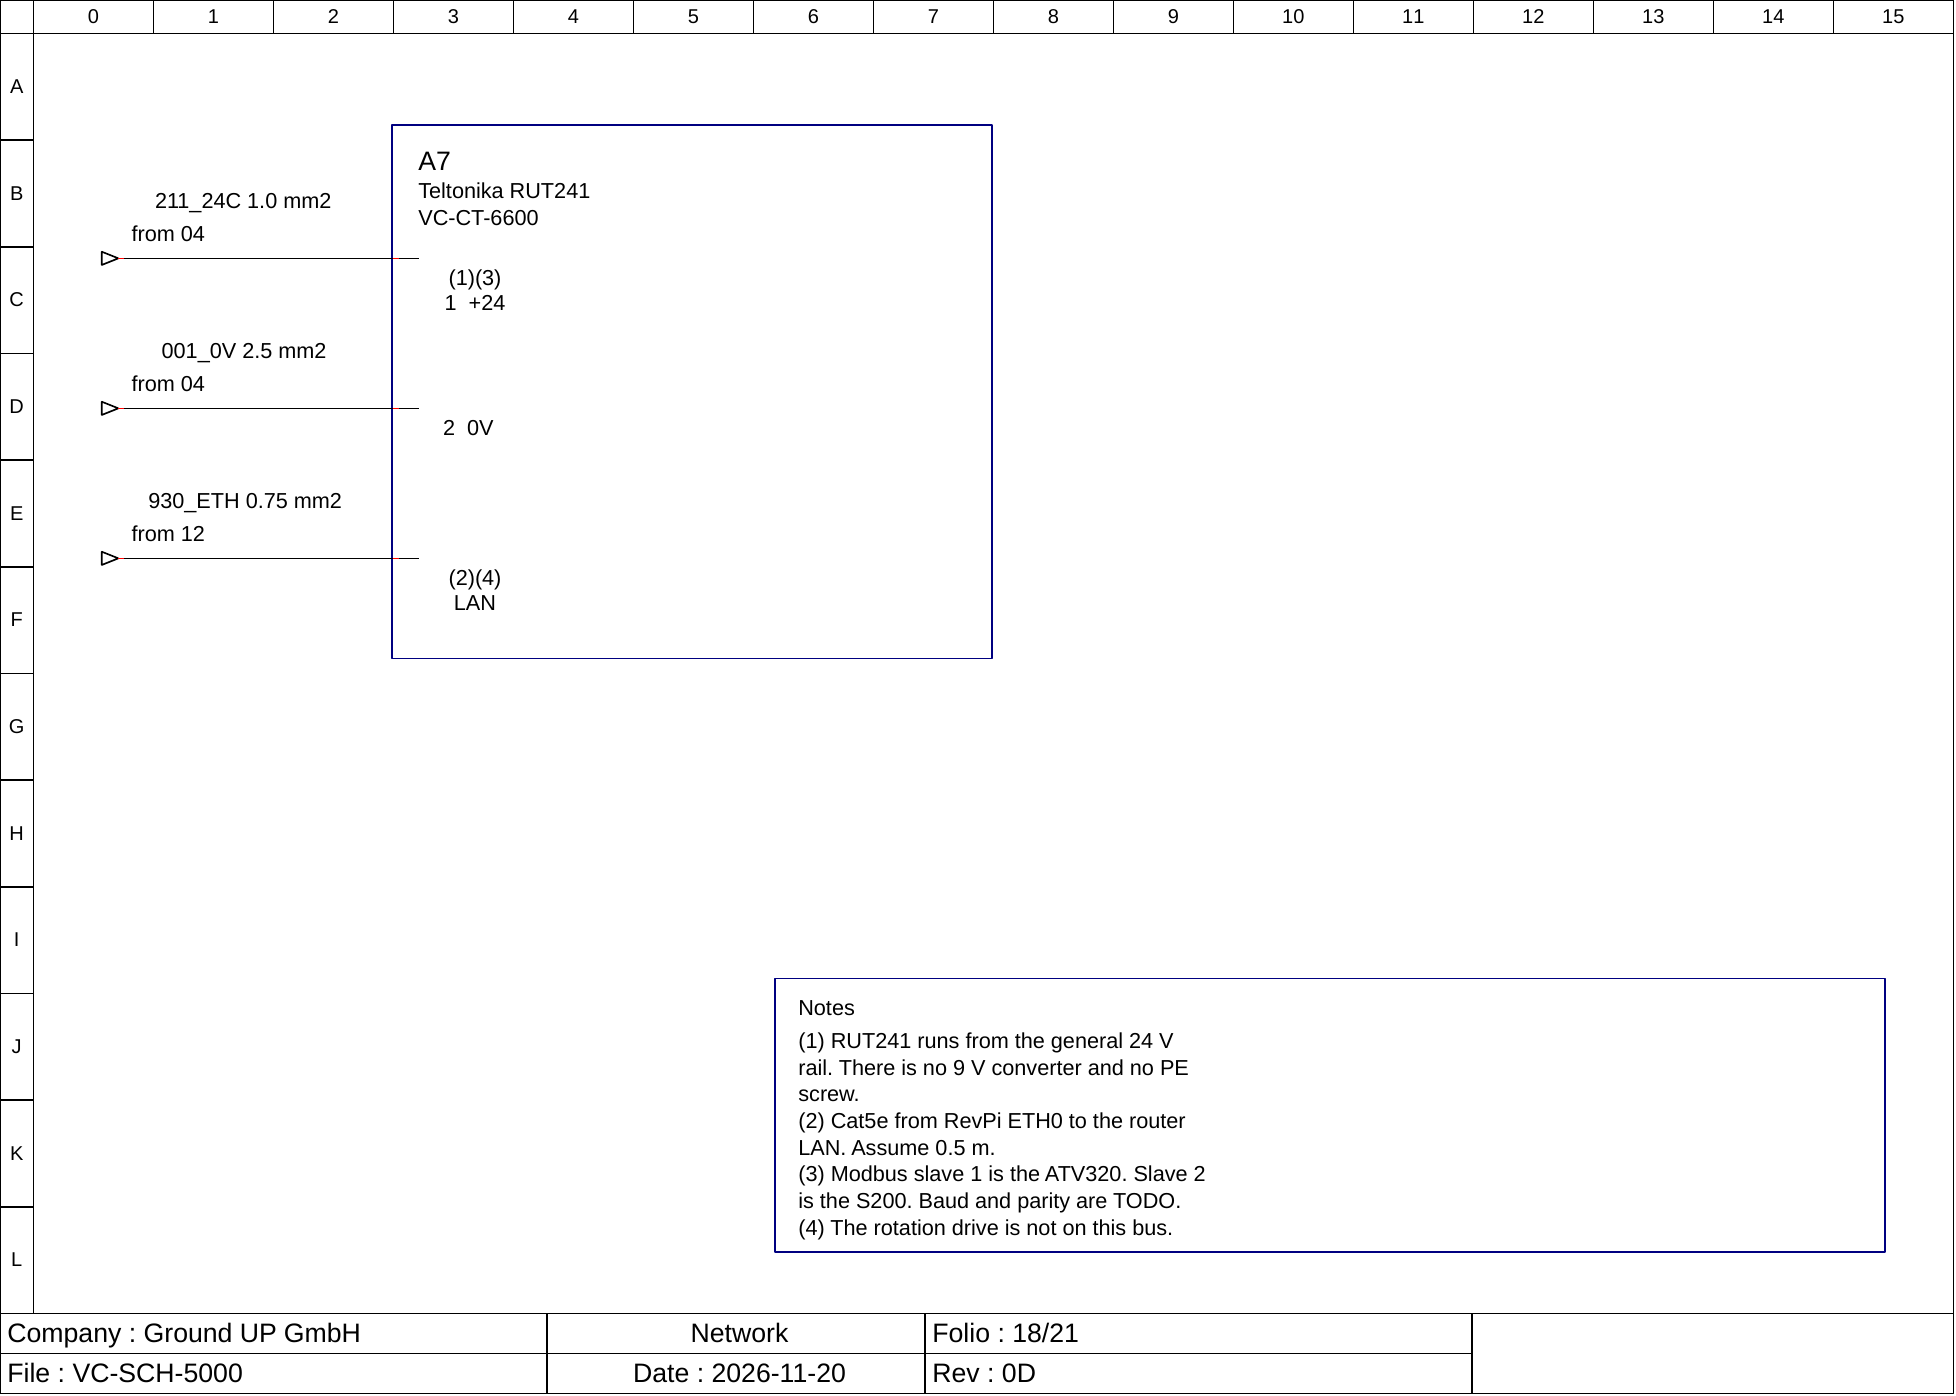 0 1 2 3 4 5 6 7 8 9 10 11 12 13 14 15
A
B
C
D
E
F
G
H
I
J
K
L
A7
Teltonika RUT241
VC-CT-6600
211_24C 1.0 mm2
from 04
(1)(3)
1 +24
001_0V 2.5 mm2
from 04
2 0V
930_ETH 0.75 mm2
from 12
(2)(4)
LAN
Notes
(1) RUT241 runs from the general 24 V
rail. There is no 9 V converter and no PE
screw.
(2) Cat5e from RevPi ETH0 to the router
LAN. Assume 0.5 m.
(3) Modbus slave 1 is the ATV320. Slave 2
is the S200. Baud and parity are TODO.
(4) The rotation drive is not on this bus.
Company : Ground UP GmbH
Network
Folio : 18/21
File : VC-SCH-5000
Date : 2026-11-20
Rev : 0D